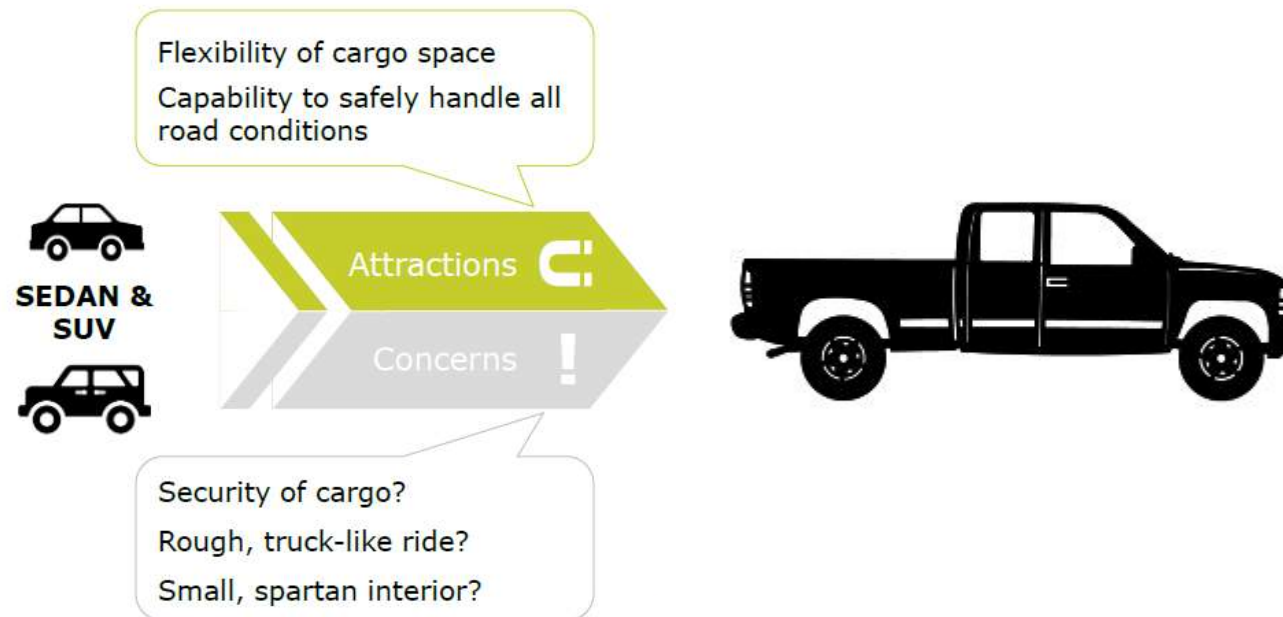 Flexibility of cargo space
Capability to safely handle all
road conditions
Attractions
SEDAN &
SUV
Concerns
Security of cargo?
Rough, truck-like ride?
Small, spartan interior?